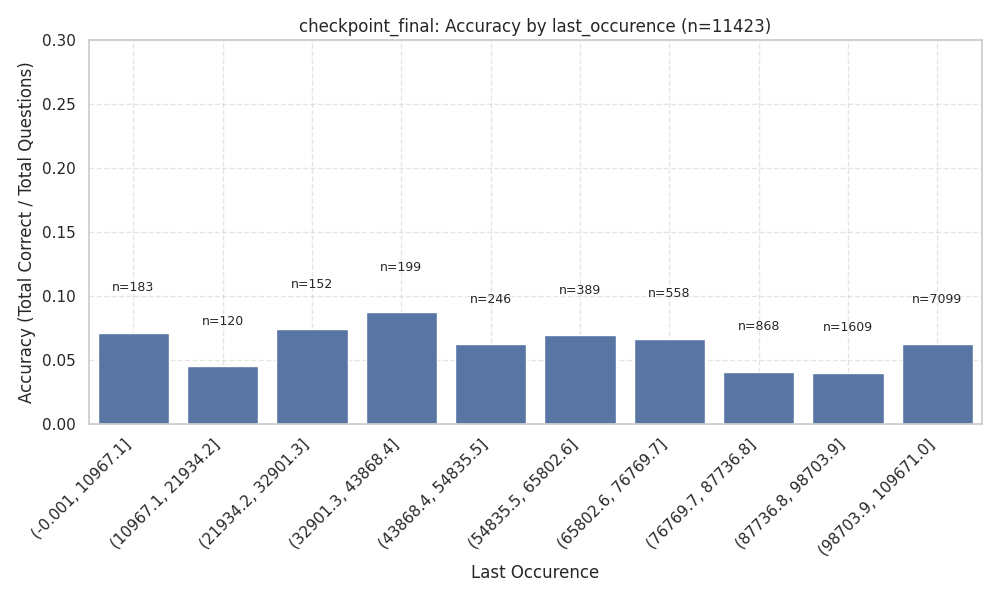 checkpoint_final: Accuracy by last_occurence (n=11423)
Accuracy (Total Correct / Total Questions)
0.30
0.25
0.20
0.15
0.10
0.05
0.00
n=183
n=120
n=152
n=199
n=246
n=389
n=558
n=868
n=1609
n=7099
(-0.001, 10967.1]
(10967.1, 21934.2]
(21934.2, 32901.3]
(32901.3, 43868.4]
(43868.4, 54835.5]
(54835.5, 65802.6]
(65802.6, 76769.7]
(76769.7, 87736.8]
(87736.8, 98703.9]
(98703.9, 109671.0]
Last Occurence